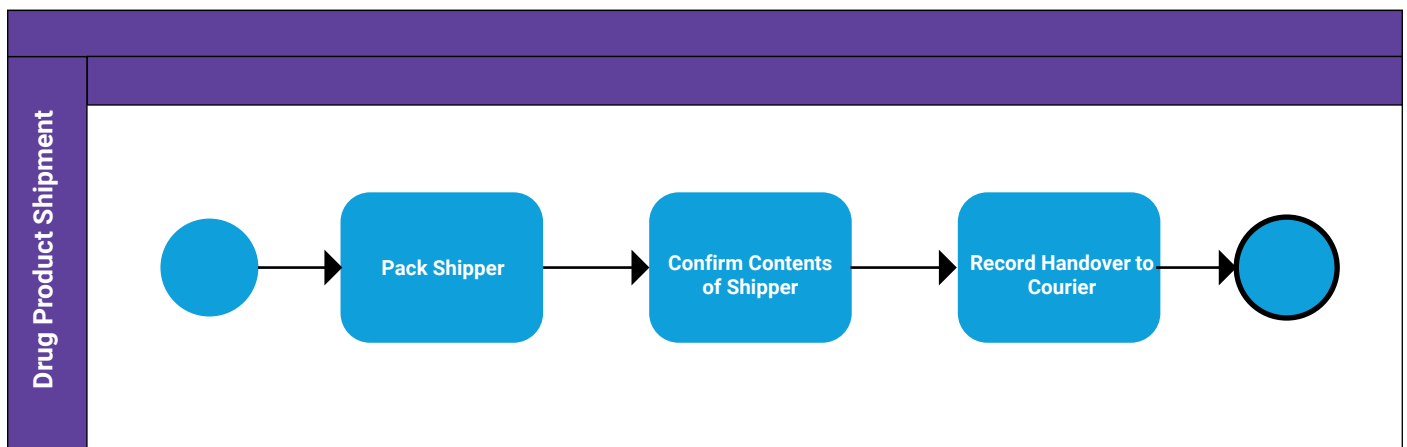 Drug Product Shipment
Pack Shipper
Confirm Contents
of Shipper
Record Handover to
Courier